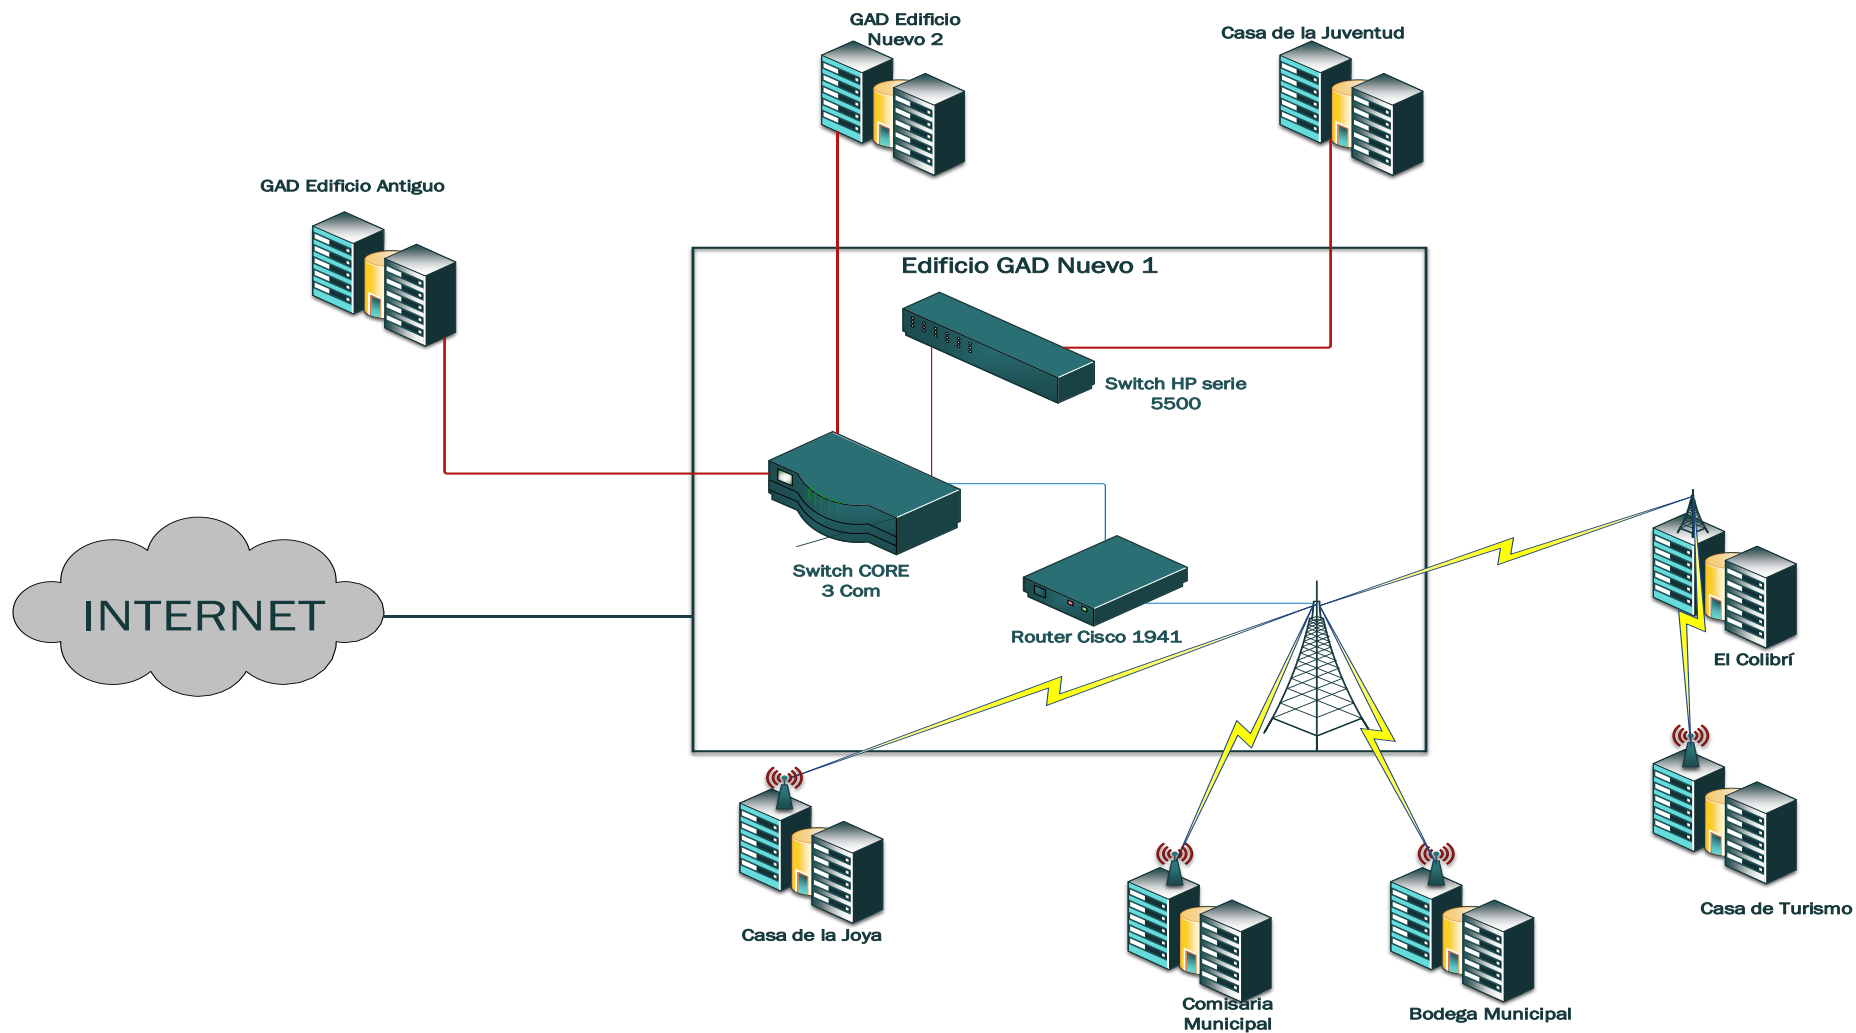 GAD Edificio
Nuevo 2
Casa de la Juventud
GAD Edificio Antiguo
Edificio GAD Nuevo 1
Switch HP serie
5500
Switch CORE
3 Com
INTERNET
Router Cisco 1941
El Colibrí
Casa de Turismo
Casa de la Joya
Comisaria
Municipal
Bodega Municipal